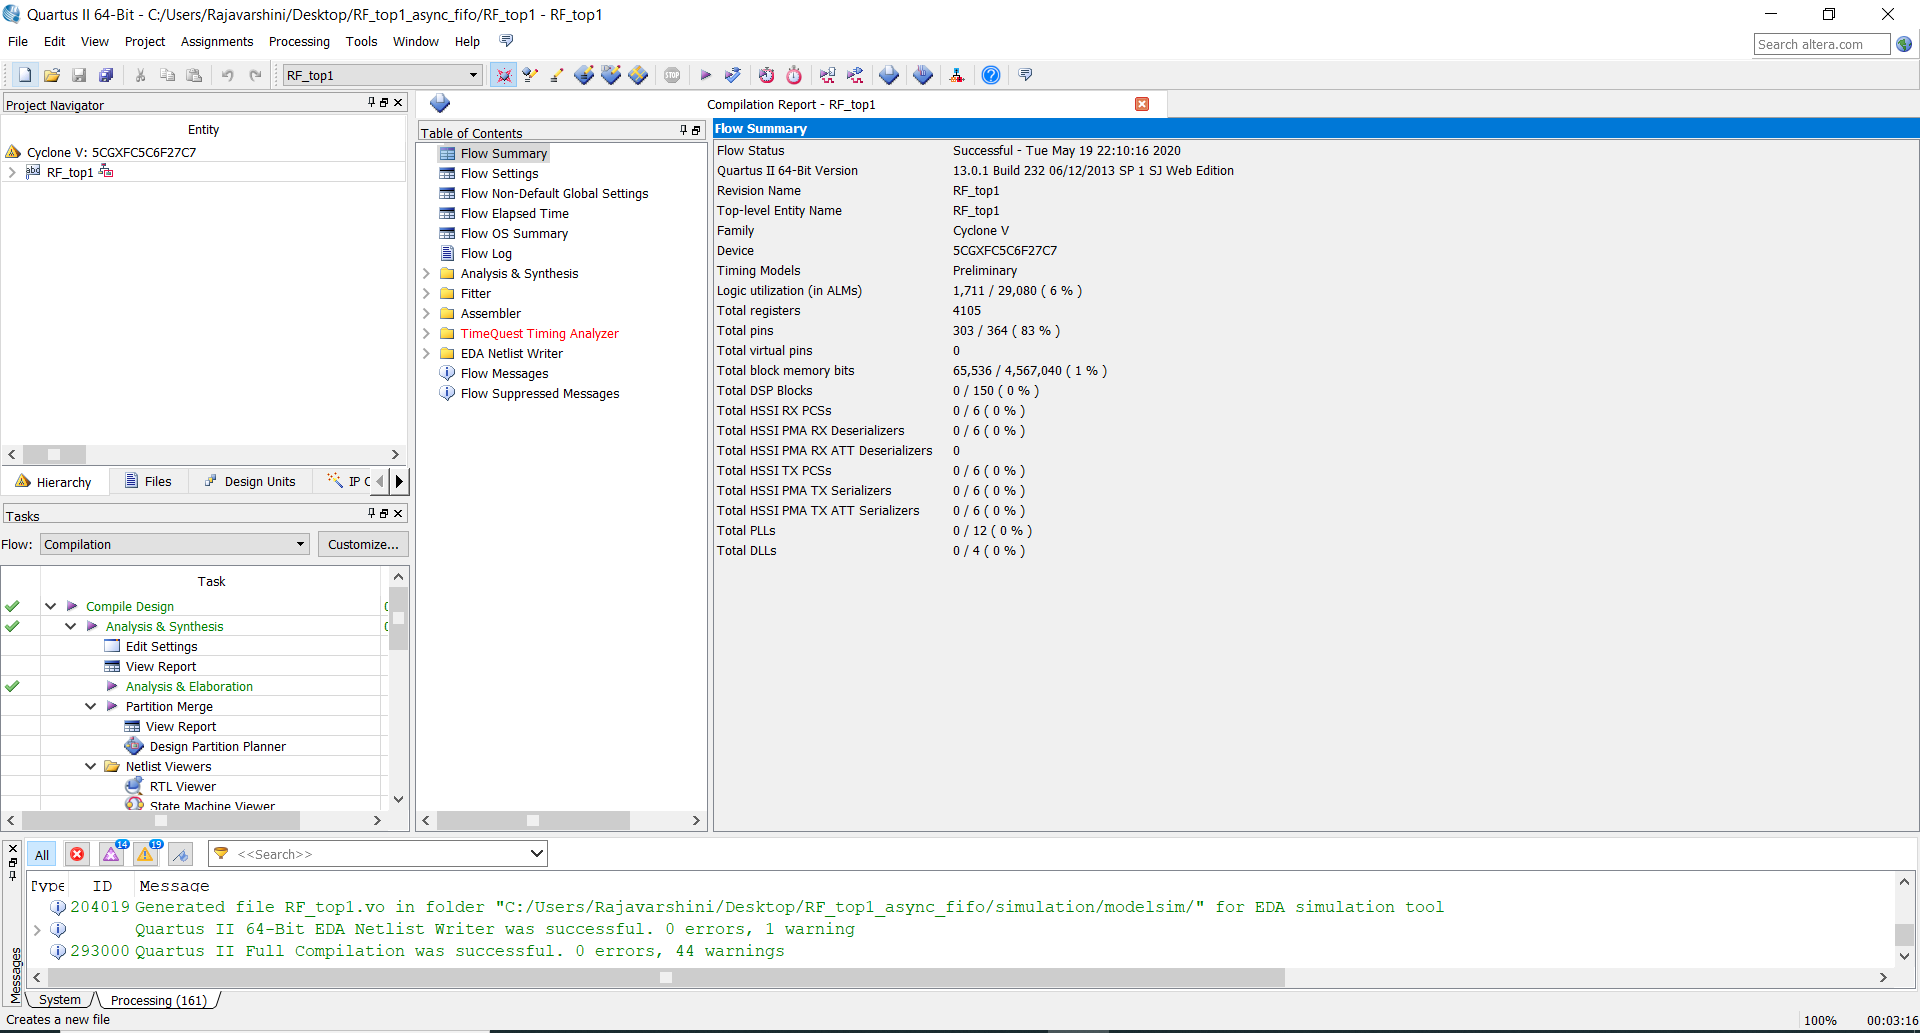 Quartus II 64-Bit - C:/Users/Rajavarshini/Desktop/RF_top1_async_fifo/RF_top1 - RF_top1
File Edit View Project Assignments Processing Tools Window Help
Search altera.com
RF_top1
Project Navigator
Entity
Cyclone V: 5CGXFC5C6F27C7
abd RF_top1
Hierarchy Files Design Units IP C
Tasks
Flow: Compilation Customize...
Task
Compile Design
Analysis & Synthesis
Edit Settings
View Report
Analysis & Elaboration
Partition Merge
View Report
Design Partition Planner
Netlist Viewers
RTL Viewer
State Machine Viewer
Compilation Report - RF_top1
Table of Contents
Flow Summary
Flow Settings
Flow Non-Default Global Settings
Flow Elapsed Time
Flow OS Summary
Flow Log
Analysis & Synthesis
Fitter
Assembler
TimeQuest Timing Analyzer
EDA Netlist Writer
Flow Messages
Flow Suppressed Messages
Flow Summary
Flow Status Successful - Tue May 19 22:10:16 2020
Quartus II 64-Bit Version 13.0.1 Build 232 06/12/2013 SP 1 SJ Web Edition
Revision Name RF_top1
Top-level Entity Name RF_top1
Family Cyclone V
Device 5CGXFC5C6F27C7
Timing Models Preliminary
Logic utilization (in ALMs) 1,711 / 29,080 ( 6 % )
Total registers 4105
Total pins 303 / 364 ( 83 % )
Total virtual pins 0
Total block memory bits 65,536 / 4,567,040 ( 1 % )
Total DSP Blocks 0 / 150 ( 0 % )
Total HSSI RX PCSs 0 / 6 ( 0 % )
Total HSSI PMA RX Deserializers 0 / 6 ( 0 % )
Total HSSI PMA RX ATT Deserializers 0
Total HSSI TX PCSs 0 / 6 ( 0 % )
Total HSSI PMA TX Serializers 0 / 6 ( 0 % )
Total HSSI PMA TX ATT Serializers 0 / 6 ( 0 % )
Total PLLs 0 / 12 ( 0 % )
Total DLLs 0 / 4 ( 0 % )
All 14 19 <<Search>>
Type ID Message
204019 Generated file RF_top1.vo in folder "C:/Users/Rajavarshini/Desktop/RF_top1_async_fifo/simulation/modelsim/" for EDA simulation tool
Quartus II 64-Bit EDA Netlist Writer was successful. 0 errors, 1 warning
293000 Quartus II Full Compilation was successful. 0 errors, 44 warnings
Messages
System Processing (161)
Creates a new file
100% 00:03:16